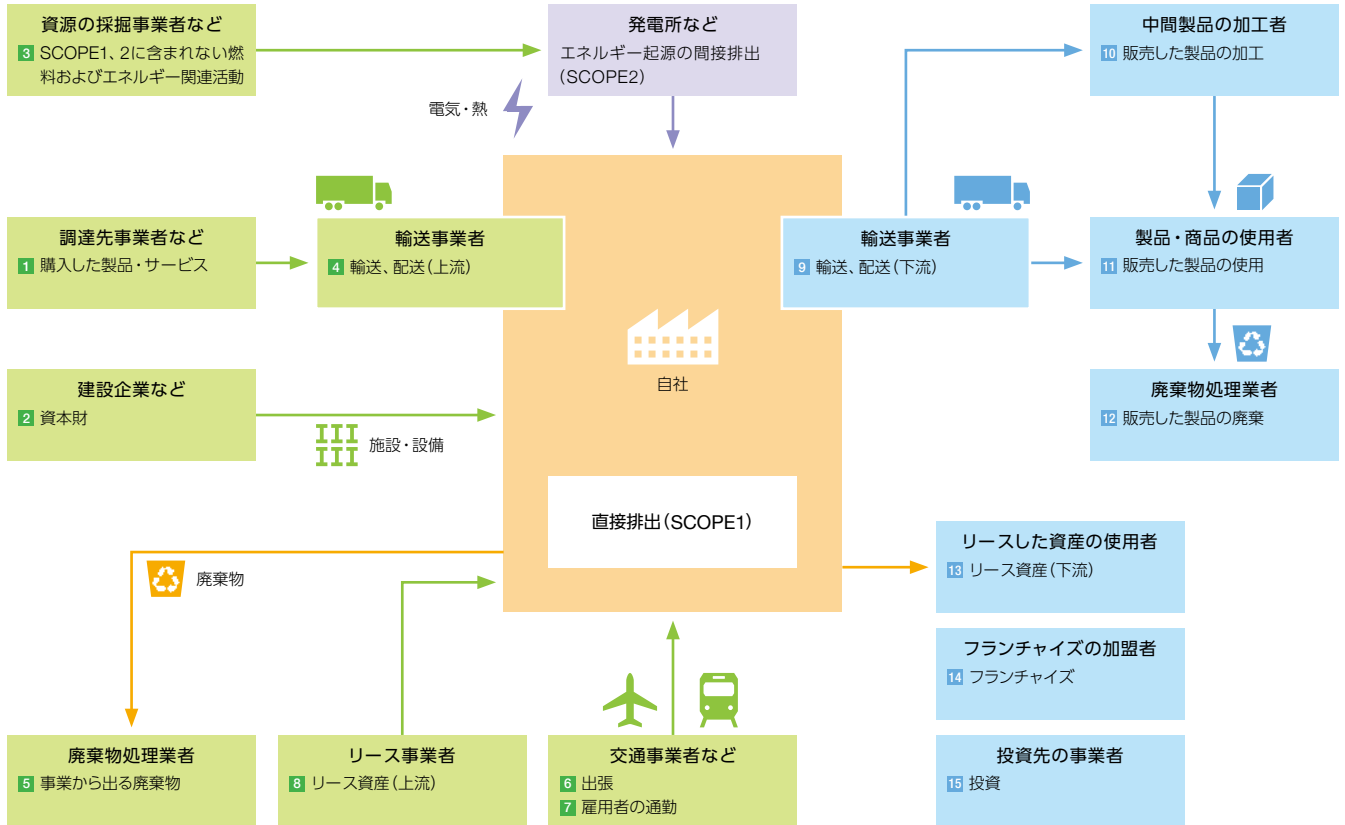 資源の採掘事業者など
3 SCOPE1、2に含まれない燃
料およびエネルギー関連活動
発電所など
エネルギー起源の間接排出
(SCOPE2)
電気・熱
中間製品の加工者
10 販売した製品の加工
調達先事業者など
1 購入した製品・サービス
輸送事業者
4 輸送、配送(上流)
輸送事業者
9 輸送、配送(下流)
製品・商品の使用者
11 販売した製品の使用
自社
建設企業など
2 資本財
施設・設備
廃棄物処理業者
12 販売した製品の廃棄
直接排出(SCOPE1)
廃棄物
リースした資産の使用者
13 リース資産(下流)
フランチャイズの加盟者
14 フランチャイズ
廃棄物処理業者
5 事業から出る廃棄物
リース事業者
8 リース資産(上流)
交通事業者など
6 出張
7 雇用者の通勤
投資先の事業者
15 投資